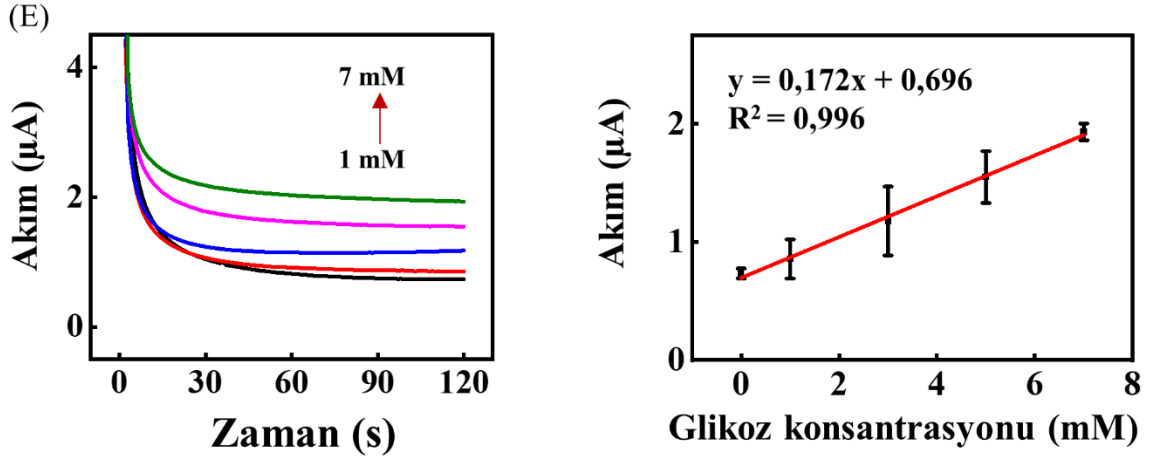 (E)
4
2
0
7 mM
1 mM
0 30 60 90 120
Akım (µA)
Zaman (s)
y = 0,172x + 0,696
R² = 0,996
2
1
0
0 2 4 6 8
Akım (µA)
Glikoz konsantrasyonu (mM)